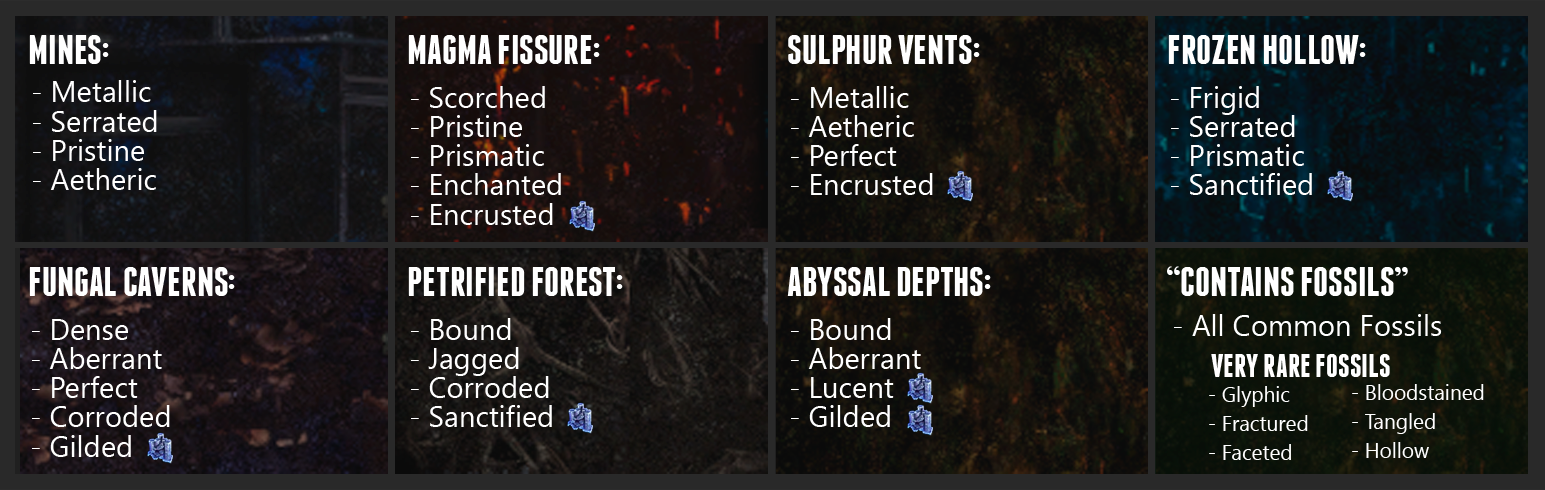 MINES:
- Metallic
- Serrated
- Pristine
- Aetheric
MAGMA FISSURE:
- Scorched
- Pristine
- Prismatic
- Enchanted
- Encrusted
SULPHUR VENTS:
- Metallic
- Aetheric
- Perfect
- Encrusted
FROZEN HOLLOW:
- Frigid
- Serrated
- Prismatic
- Sanctified
FUNGAL CAVERNS:
- Dense
- Aberrant
- Perfect
- Corroded
- Gilded
PETRIFIED FOREST:
- Bound
- Jagged
- Corroded
- Sanctified
ABYSSAL DEPTHS:
- Bound
- Aberrant
- Lucent
- Gilded
“CONTAINS FOSSILS”
- All Common Fossils
VERY RARE FOSSILS
- Glyphic
- Fractured
- Faceted
- Bloodstained
- Tangled
- Hollow